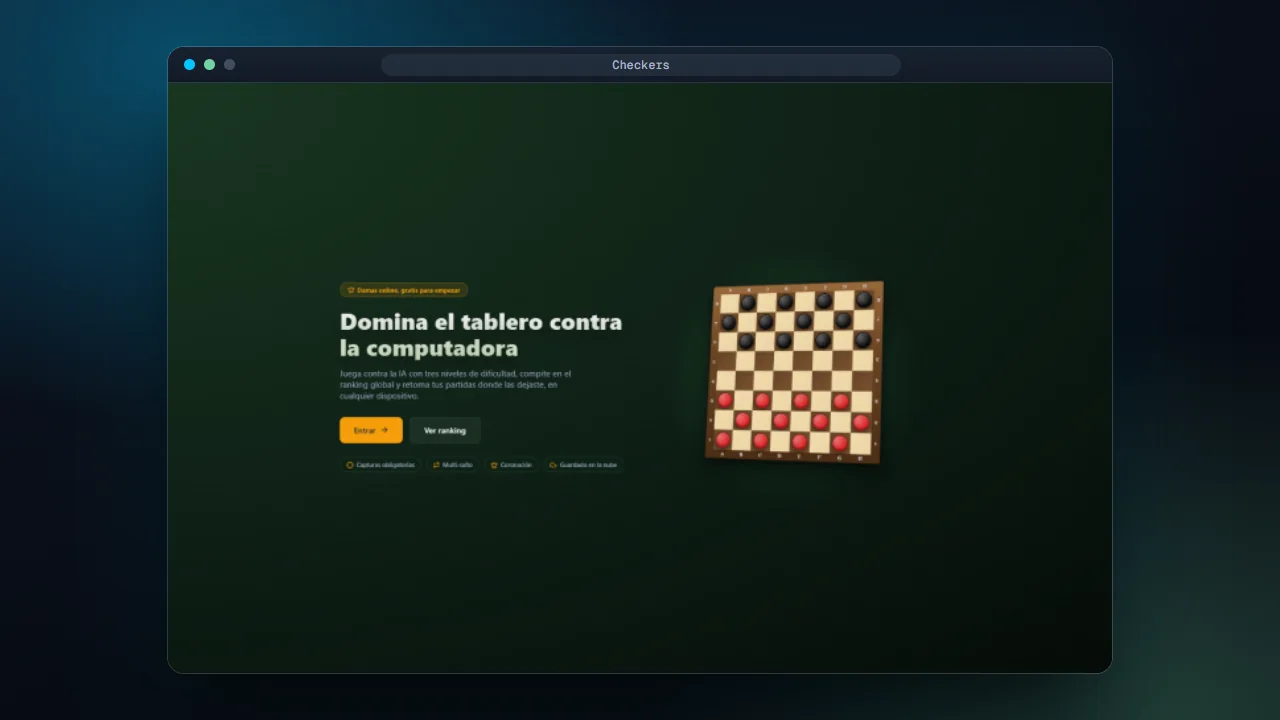 Checkers
Damas online, gratis para empezar
Domina el tablero contra
la computadora
Juega contra la IA con tres niveles de dificultad, compite en el
ranking global y retoma tus partidas donde las dejaste, en
cualquier dispositivo.
Entrar →
Ver ranking
Capturas obligatorias
Multi-salto
Coronación
Guardado en la nube